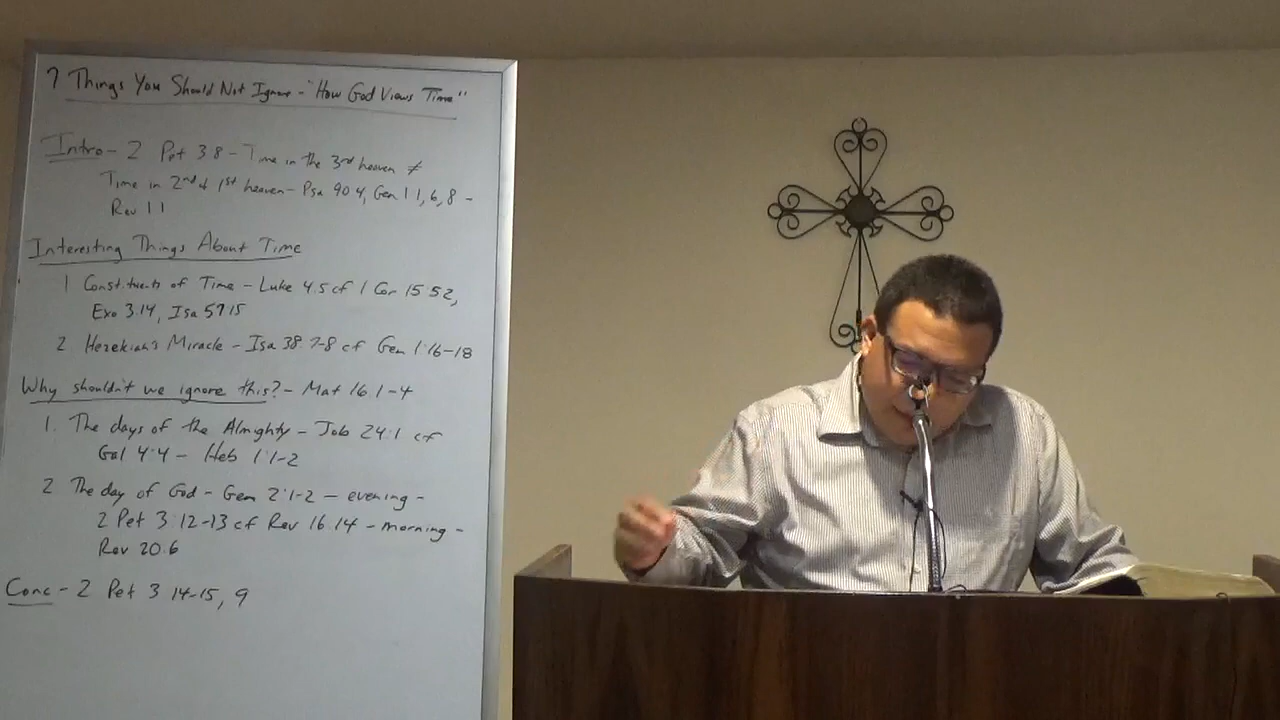 7 Things You Should Not Ignore - "How God Views Time"
Intro - 2 Pet 3 8 - Time in the 3rd heaven ≠
Time in 2nd & 1st heaven - Psa 90 4, Gen 1 1, 6, 8 -
Rev 1 1
Interesting Things About Time
1 Constituents of Time - Luke 4.5 cf 1 Cor 15 52,
Exo 3.14, Isa 57 15
2. Hezekiah's Miracle - Isa 38 7-8 cf Gen 1:16-18
Why shouldn't we ignore this? - Mat 16 1-4
1. The days of the Almighty - Job 24:1 cf
Gal 4:4 - Heb 1:1-2
2 The day of God - Gen 2:1-2 - evening -
2 Pet 3:12-13 cf Rev 16 14 - morning -
Rev 20.6
Conc - 2 Pet 3 14-15, 9